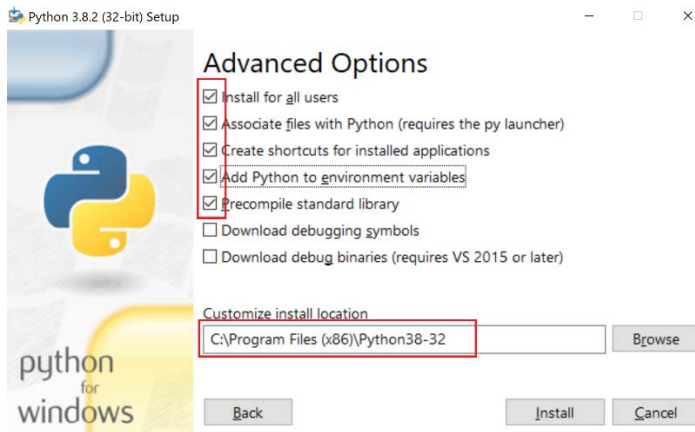 Python 3.8.2 (32-bit) Setup
Advanced Options
Install for all users
Associate files with Python (requires the py launcher)
Create shortcuts for installed applications
Add Python to environment variables
Precompile standard library
Download debugging symbols
Download debug binaries (requires VS 2015 or later)
Customize install location
C:\Program Files (x86)\Python38-32
Browse
python
for
windows
Back
Install
Cancel